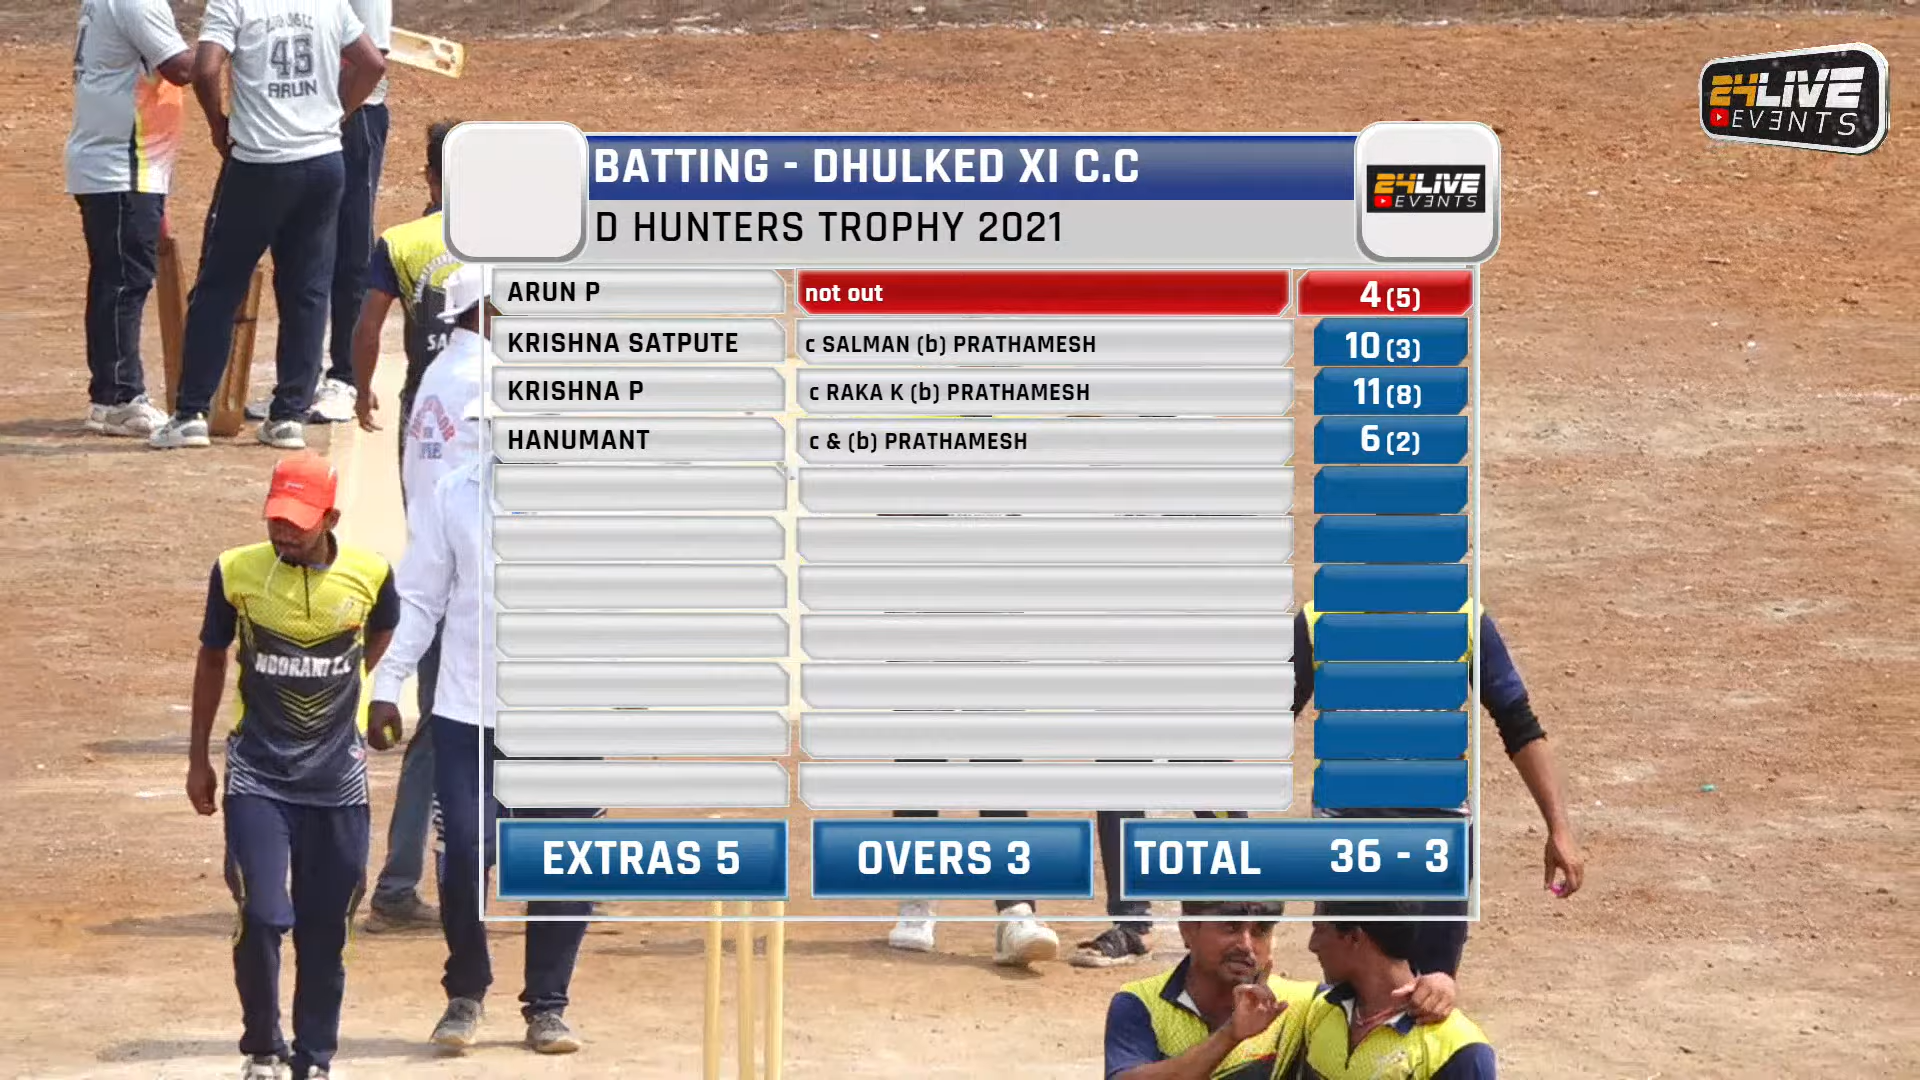 45
ARUN
24LIVE
EVENTS
BATTING - DHULKED XI C.C
D HUNTERS TROPHY 2021
24LIVE
EVENTS
ARUN P not out 4 (5)
KRISHNA SATPUTE c SALMAN (b) PRATHAMESH 10 (3)
KRISHNA P c RAKA K (b) PRATHAMESH 11 (8)
HANUMANT c & (b) PRATHAMESH 6 (2)
EXTRAS 5 OVERS 3 TOTAL 36 - 3